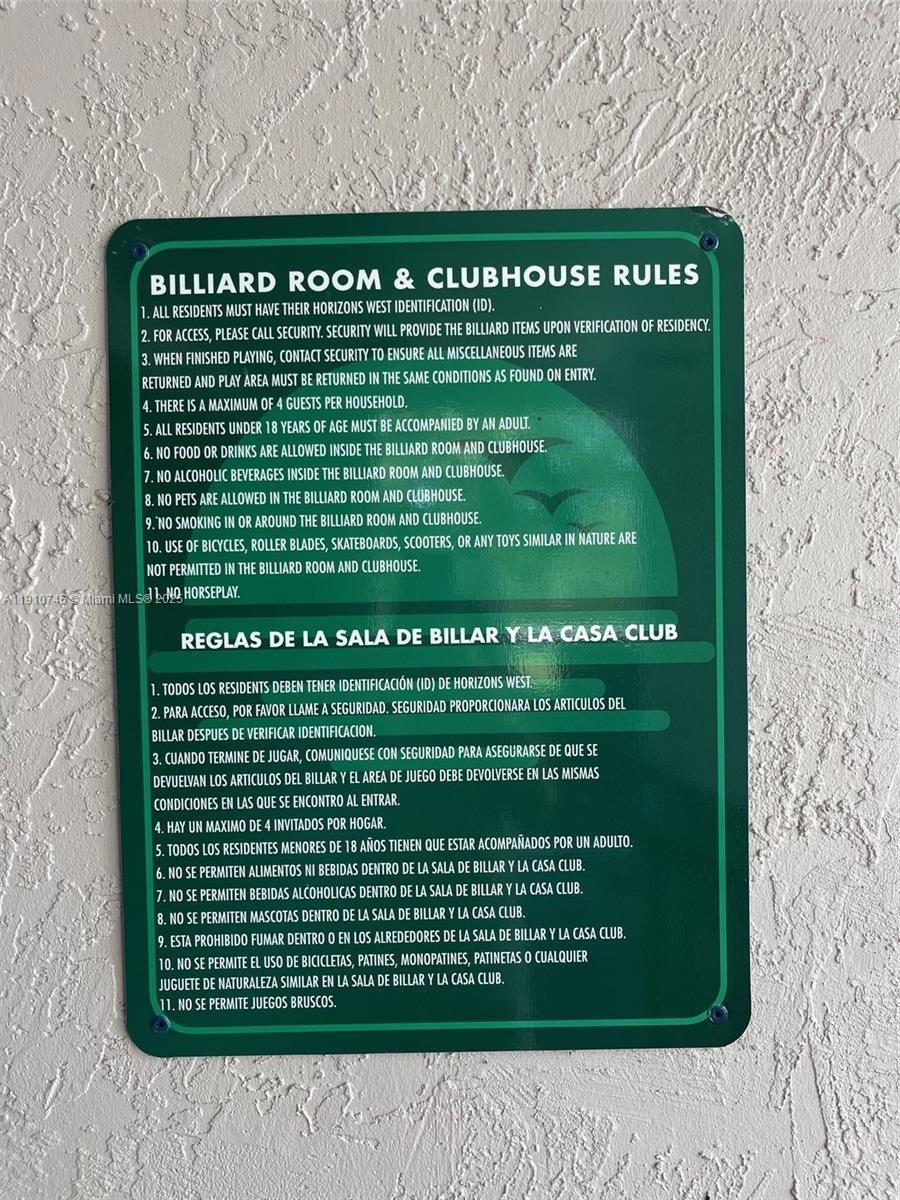 BILLIARD ROOM & CLUBHOUSE RULES
1. ALL RESIDENTS MUST HAVE THEIR HORIZONS WEST IDENTIFICATION (ID).
2. FOR ACCESS, PLEASE CALL SECURITY. SECURITY WILL PROVIDE THE BILLIARD ITEMS UPON VERIFICATION OF RESIDENCY.
3. WHEN FINISHED PLAYING, CONTACT SECURITY TO ENSURE ALL MISCELLANEOUS ITEMS ARE
RETURNED AND PLAY AREA MUST BE RETURNED IN THE SAME CONDITIONS AS FOUND ON ENTRY.
4. THERE IS A MAXIMUM OF 4 GUESTS PER HOUSEHOLD.
5. ALL RESIDENTS UNDER 18 YEARS OF AGE MUST BE ACCOMPANIED BY AN ADULT.
6. NO FOOD OR DRINKS ARE ALLOWED INSIDE THE BILLIARD ROOM AND CLUBHOUSE.
7. NO ALCOHOLIC BEVERAGES INSIDE THE BILLIARD ROOM AND CLUBHOUSE.
8. NO PETS ARE ALLOWED IN THE BILLIARD ROOM AND CLUBHOUSE.
9. NO SMOKING IN OR AROUND THE BILLIARD ROOM AND CLUBHOUSE.
10. USE OF BICYCLES, ROLLER BLADES, SKATEBOARDS, SCOOTERS, OR ANY TOYS SIMILAR IN NATURE ARE
NOT PERMITTED IN THE BILLIARD ROOM AND CLUBHOUSE.
11. NO HORSEPLAY.
Miami MLS® 2025
REGLAS DE LA SALA DE BILLAR Y LA CASA CLUB
1. TODOS LOS RESIDENTS DEBEN TENER IDENTIFICACIÓN (ID) DE HORIZONS WEST.
2. PARA ACCESO, POR FAVOR LLAME A SEGURIDAD. SEGURIDAD PROPORCIONARA LOS ARTICULOS DEL
BILLAR DESPUES DE VERIFICAR IDENTIFICACION.
3. CUANDO TERMINE DE JUGAR, COMUNIQUESE CON SEGURIDAD PARA ASEGURARSE DE QUE SE
DEVUELVAN LOS ARTICULOS DEL BILLAR Y EL AREA DE JUEGO DEBE DEVOLVERSE EN LAS MISMAS
CONDICIONES EN LAS QUE SE ENCONTRO AL ENTRAR.
4. HAY UN MAXIMO DE 4 INVITADOS POR HOGAR.
5. TODOS LOS RESIDENTES MENORES DE 18 AÑOS TIENEN QUE ESTAR ACOMPAÑADOS POR UN ADULTO.
6. NO SE PERMITEN ALIMENTOS NI BEBIDAS DENTRO DE LA SALA DE BILLAR Y LA CASA CLUB.
7. NO SE PERMITEN BEBIDAS ALCOHOLICAS DENTRO DE LA SALA DE BILLAR Y LA CASA CLUB.
8. NO SE PERMITEN MASCOTAS DENTRO DE LA SALA DE BILLAR Y LA CASA CLUB.
9. ESTA PROHIBIDO FUMAR DENTRO O EN LOS ALREDEDORES DE LA SALA DE BILLAR Y LA CASA CLUB.
10. NO SE PERMITE EL USO DE BICICLETAS, PATINES, MONOPATINES, PATINETAS O CUALQUIER
JUGUETE DE NATURALEZA SIMILAR EN LA SALA DE BILLAR Y LA CASA CLUB.
11. NO SE PERMITE JUEGOS BRUSCOS.